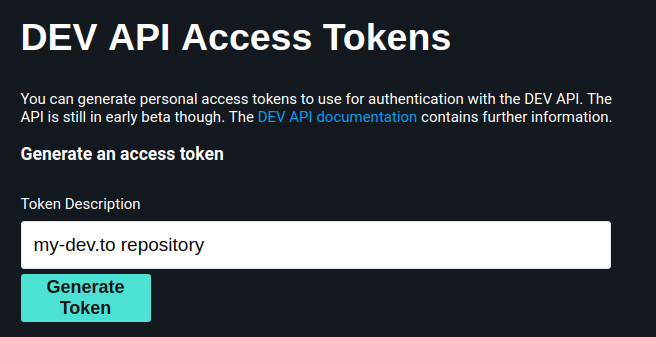 DEV API Access Tokens
You can generate personal access tokens to use for authentication with the DEV API. The
API is still in early beta though. The DEV API documentation contains further information.
Generate an access token
Token Description
my-dev.to repository
Generate
Token